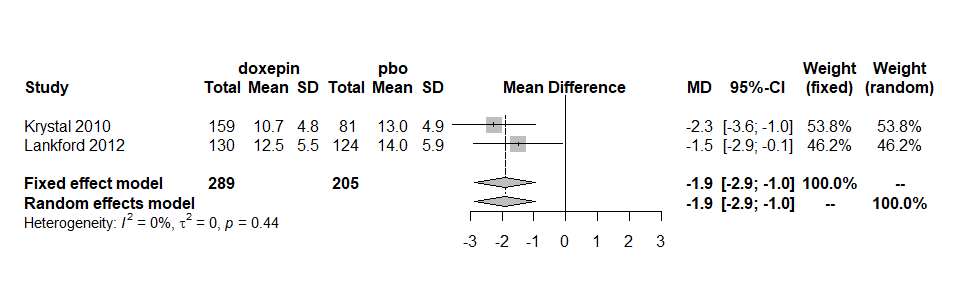 doxepin pbo Weight Weight
Study Total Mean SD Total Mean SD Mean Difference MD 95%-CI (fixed) (random)
Krystal 2010 159 10.7 4.8 81 13.0 4.9 -2.3 [-3.6; -1.0] 53.8% 53.8%
Lankford 2012 130 12.5 5.5 124 14.0 5.9 -1.5 [-2.9; -0.1] 46.2% 46.2%
Fixed effect model 289 205 -1.9 [-2.9; -1.0] 100.0% --
Random effects model -1.9 [-2.9; -1.0] -- 100.0%
Heterogeneity: I² = 0%, τ² = 0, p = 0.44
-3 -2 -1 0 1 2 3